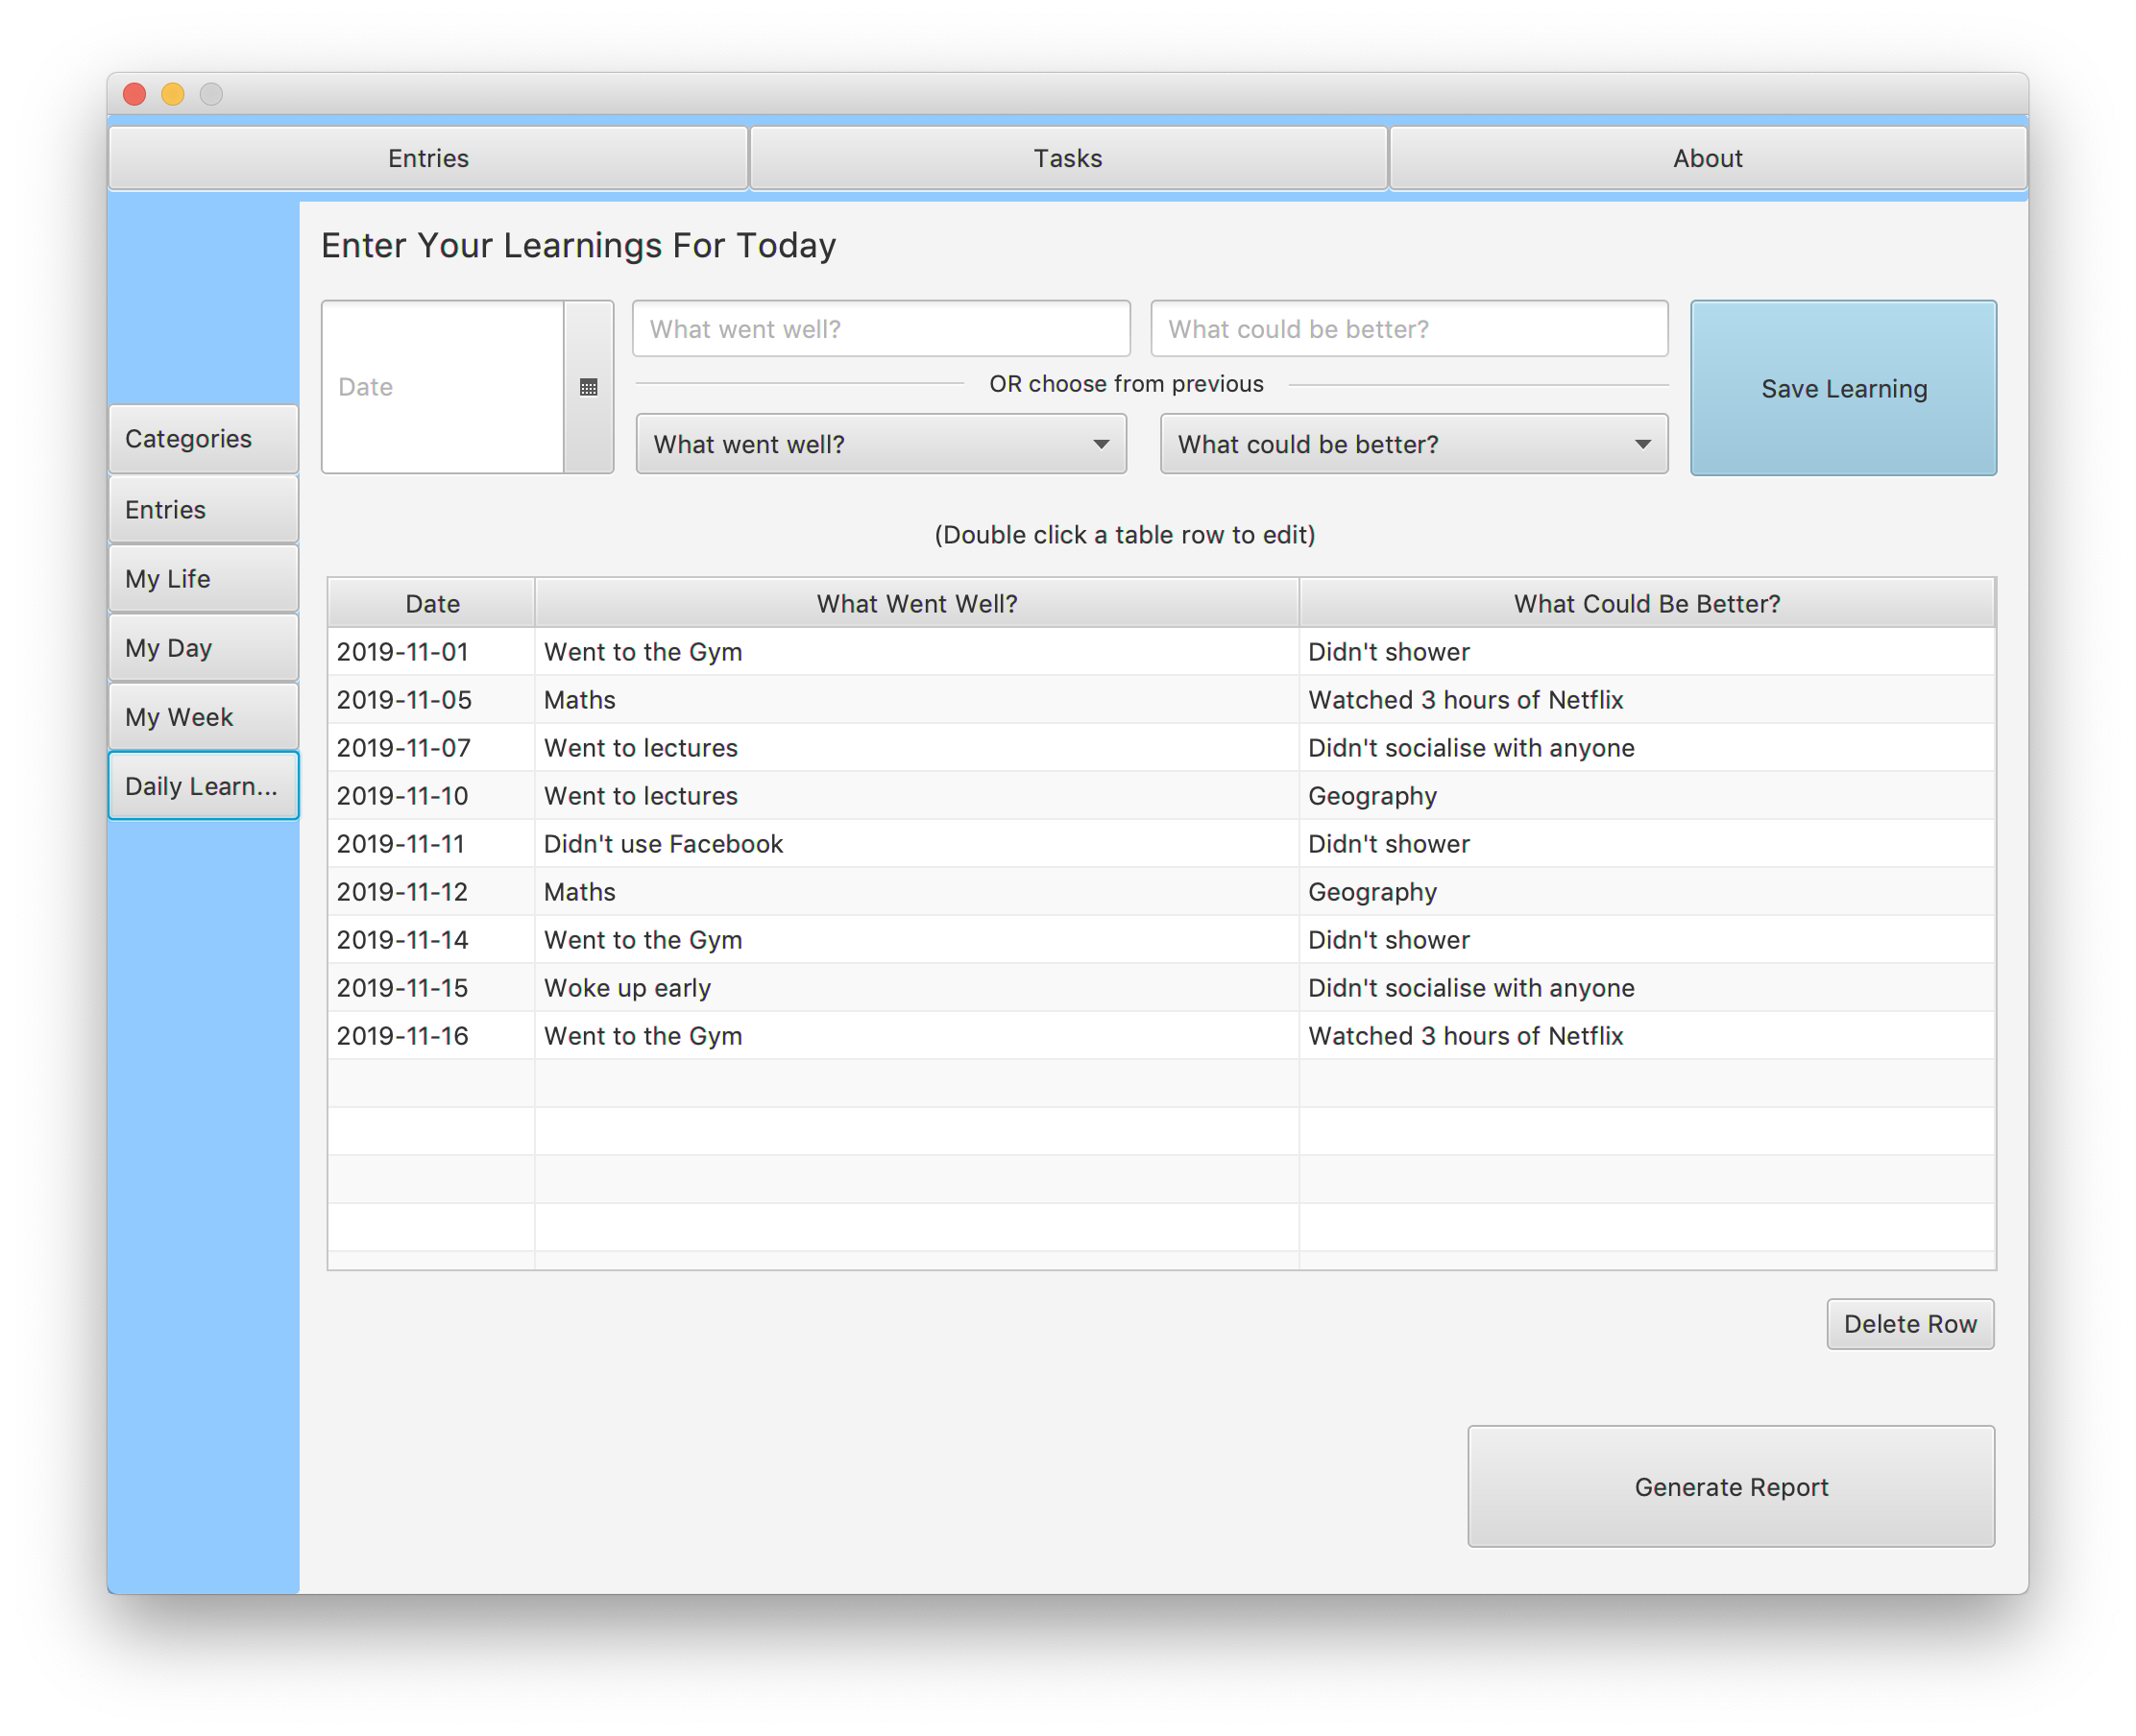 Entries Tasks About
Enter Your Learnings For Today
Date
What went well? What could be better?
OR choose from previous
What went well? What could be better?
Save Learning
Categories
Entries
My Life
My Day
My Week
Daily Learn...
(Double click a table row to edit)
Date What Went Well? What Could Be Better?
2019-11-01 Went to the Gym Didn't shower
2019-11-05 Maths Watched 3 hours of Netflix
2019-11-07 Went to lectures Didn't socialise with anyone
2019-11-10 Went to lectures Geography
2019-11-11 Didn't use Facebook Didn't shower
2019-11-12 Maths Geography
2019-11-14 Went to the Gym Didn't shower
2019-11-15 Woke up early Didn't socialise with anyone
2019-11-16 Went to the Gym Watched 3 hours of Netflix
Delete Row
Generate Report